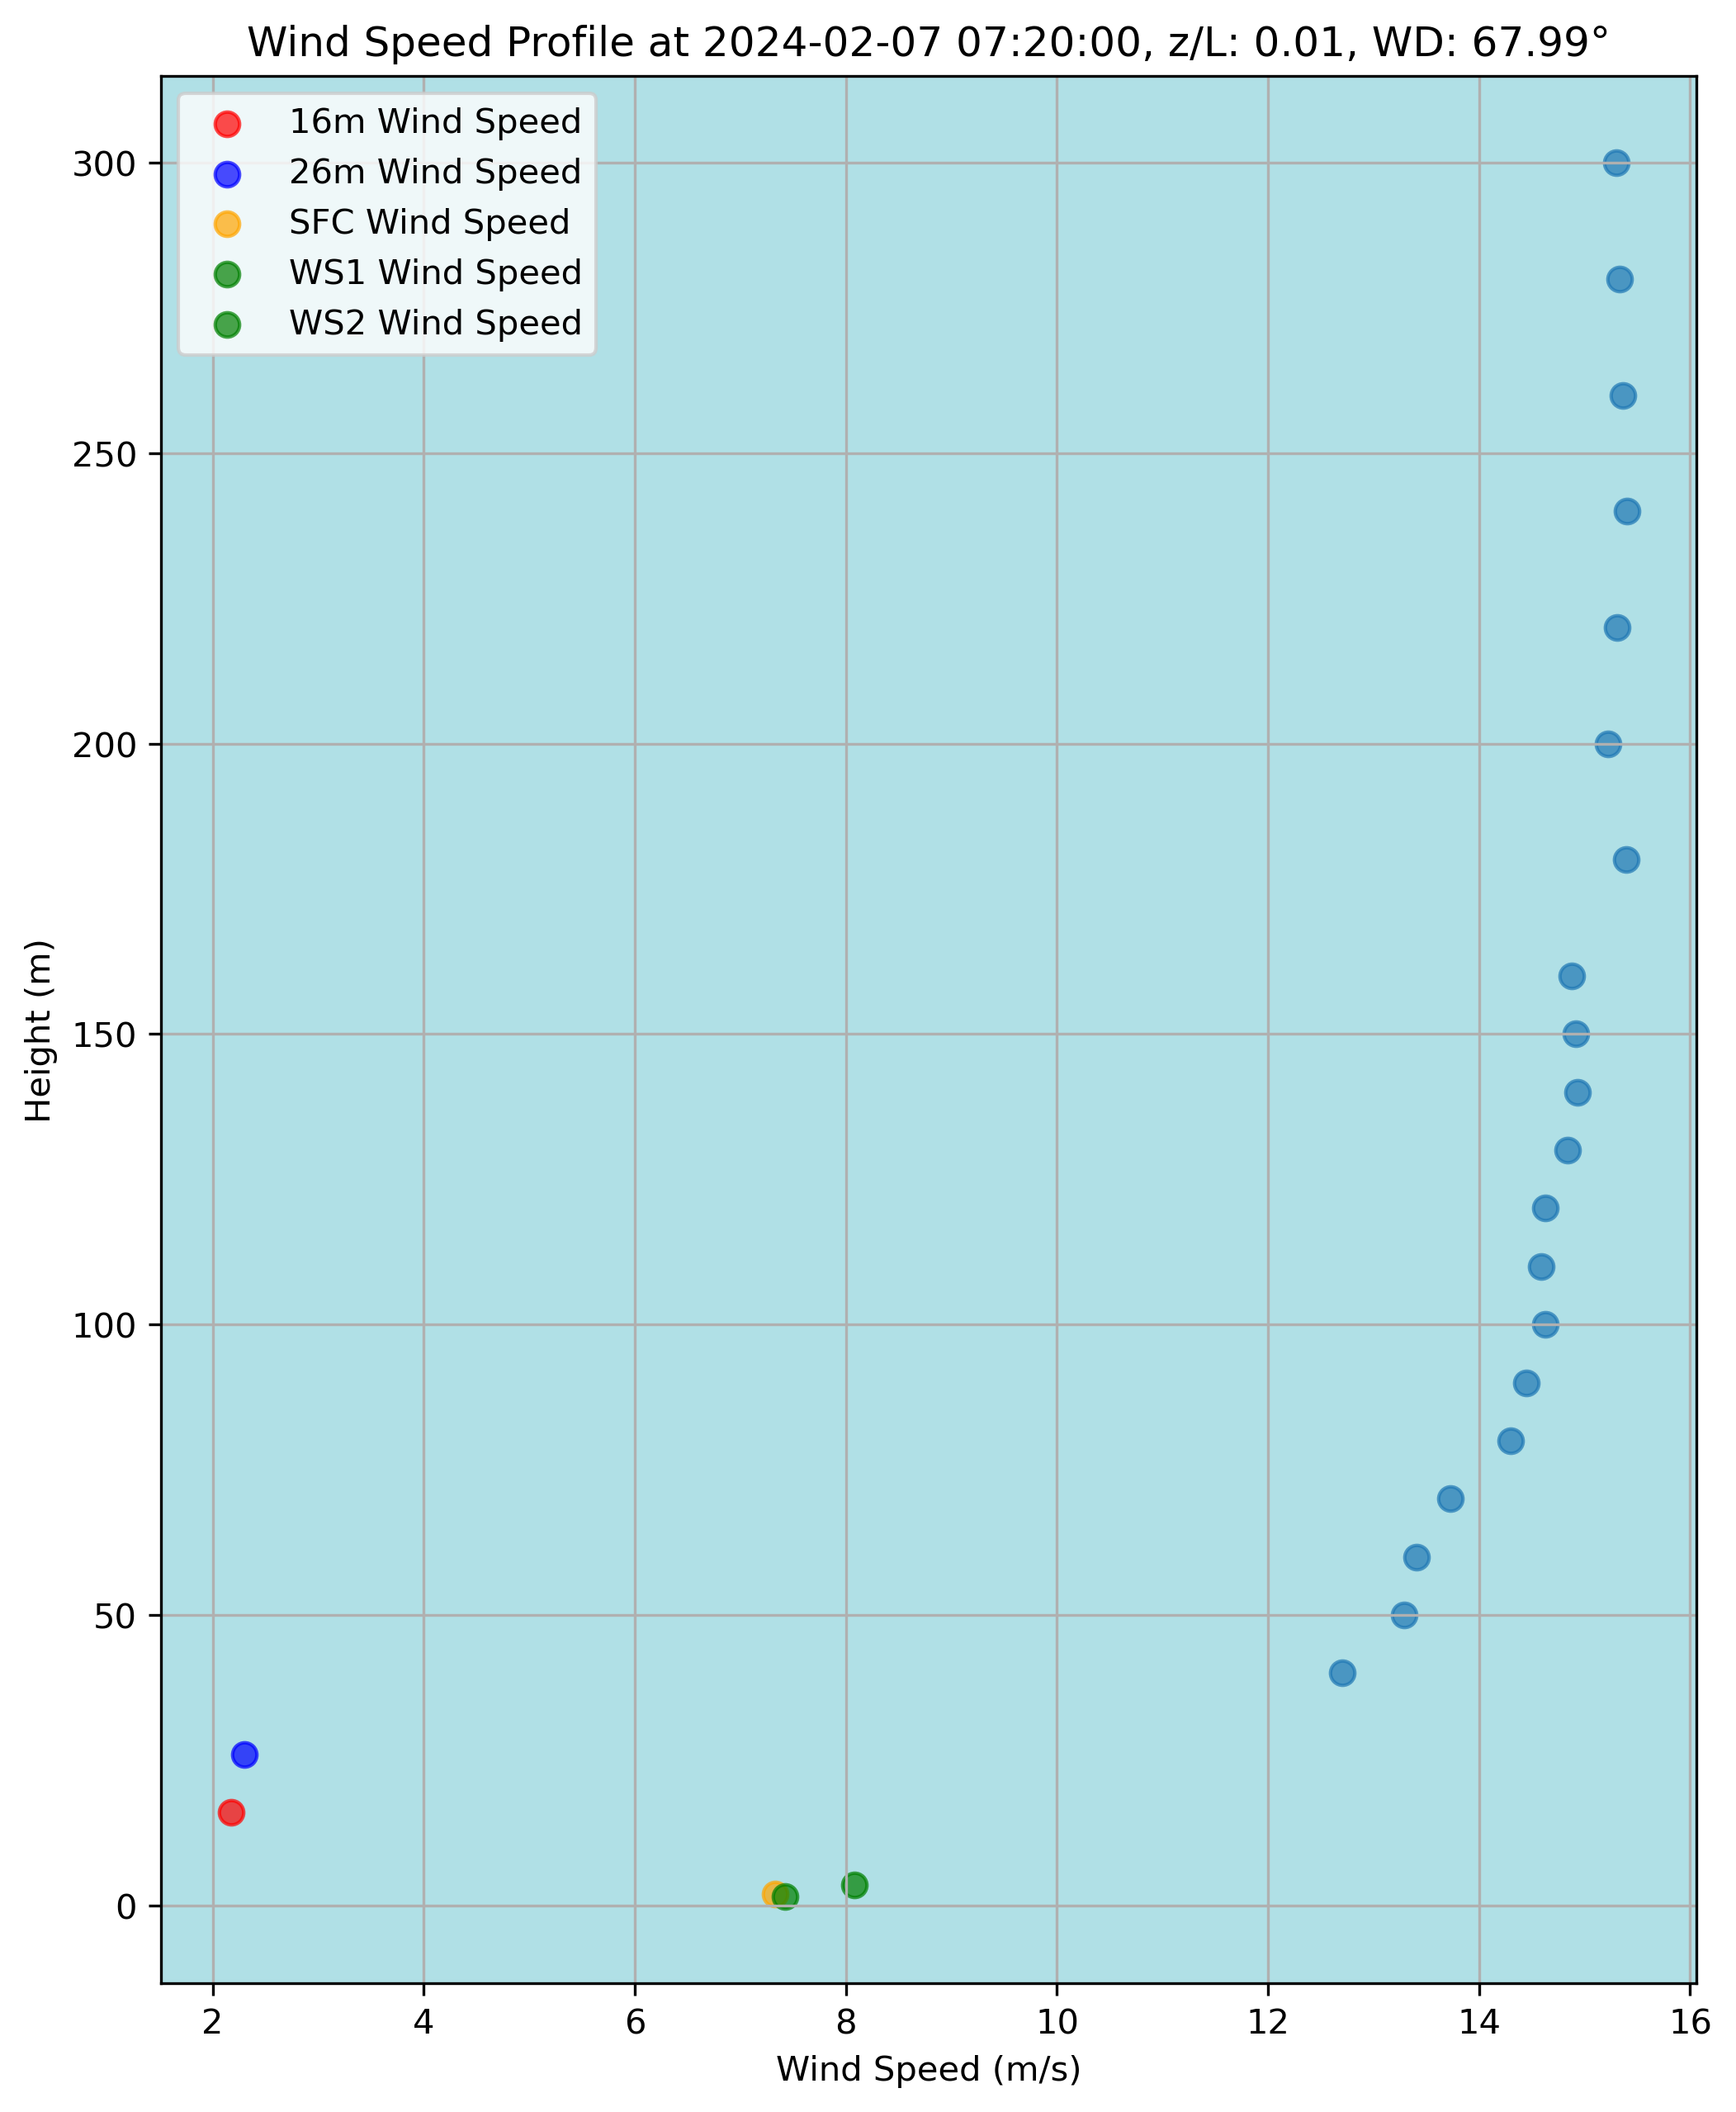 Wind Speed Profile at 2024-02-07 07:20:00, z/L: 0.01, WD: 67.99°
16m Wind Speed
26m Wind Speed
SFC Wind Speed
WS1 Wind Speed
WS2 Wind Speed
300
250
200
150
100
50
0
Height (m)
2 4 6 8 10 12 14 16
Wind Speed (m/s)